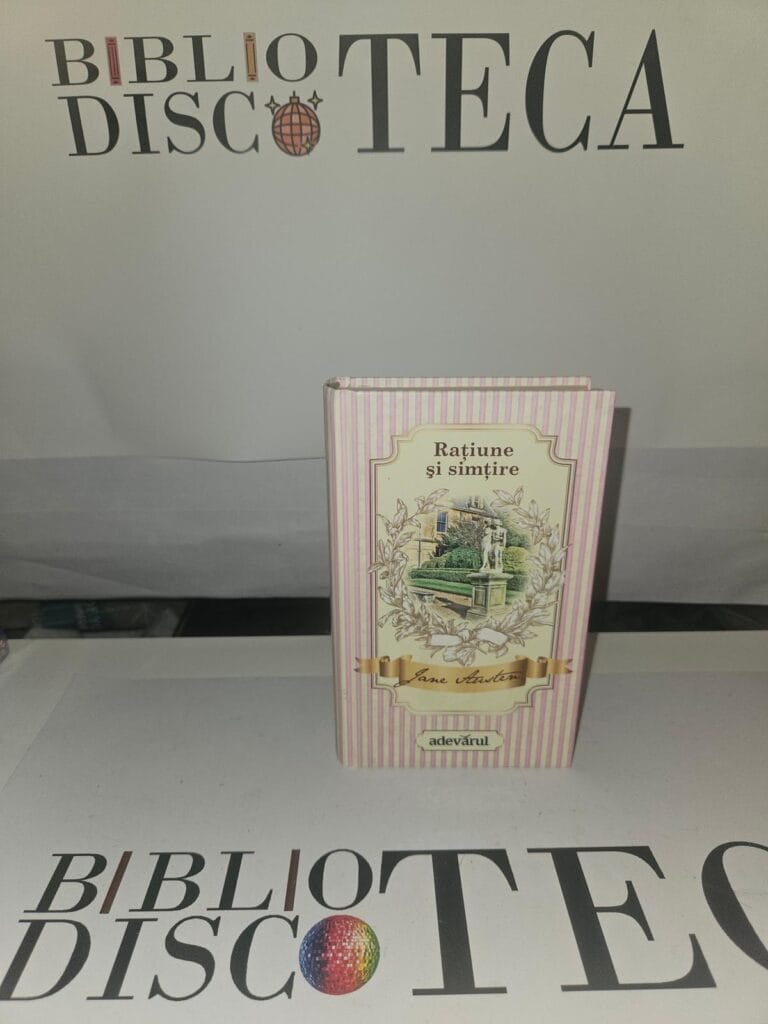 BIBLIO
DISCOTECA
Rațiune
și simțire
Jane Austen
adevărul
BIBLIO
DISCOTEC